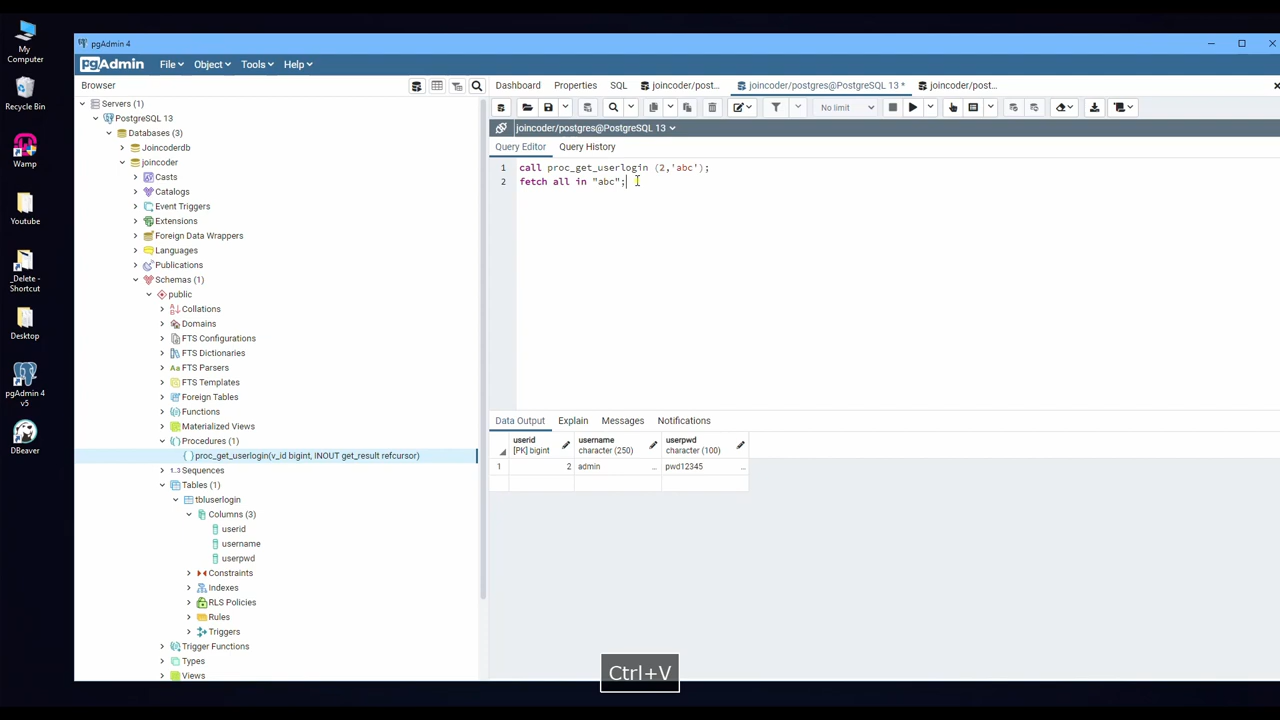 My Computer
Recycle Bin
Wamp
Youtube
_Delete - Shortcut
Desktop
pgAdmin 4 v5
DBeaver
pgAdmin 4
pgAdmin File Object Tools Help
Browser
Dashboard Properties SQL joincoder/post... joincoder/postgres@PostgreSQL 13 * joincoder/post...
No limit
joincoder/postgres@PostgreSQL 13
Query Editor Query History
1 call proc_get_userlogin (2,'abc');
2 fetch all in "abc";
Servers (1)
PostgreSQL 13
Databases (3)
Joincoderdb
joincoder
Casts
Catalogs
Event Triggers
Extensions
Foreign Data Wrappers
Languages
Publications
Schemas (1)
public
Collations
Domains
FTS Configurations
FTS Dictionaries
Aa FTS Parsers
FTS Templates
Foreign Tables
Functions
Materialized Views
Procedures (1)
proc_get_userlogin(v_id bigint, INOUT get_result refcursor)
1..3 Sequences
Tables (1)
tbluserlogin
Columns (3)
userid
username
userpwd
Constraints
Indexes
RLS Policies
Rules
Triggers
Trigger Functions
Types
Views
Data Output Explain Messages Notifications
userid username userpwd
[PK] bigint character (250) character (100)
1 2 admin ... pwd12345 ...
Ctrl+V